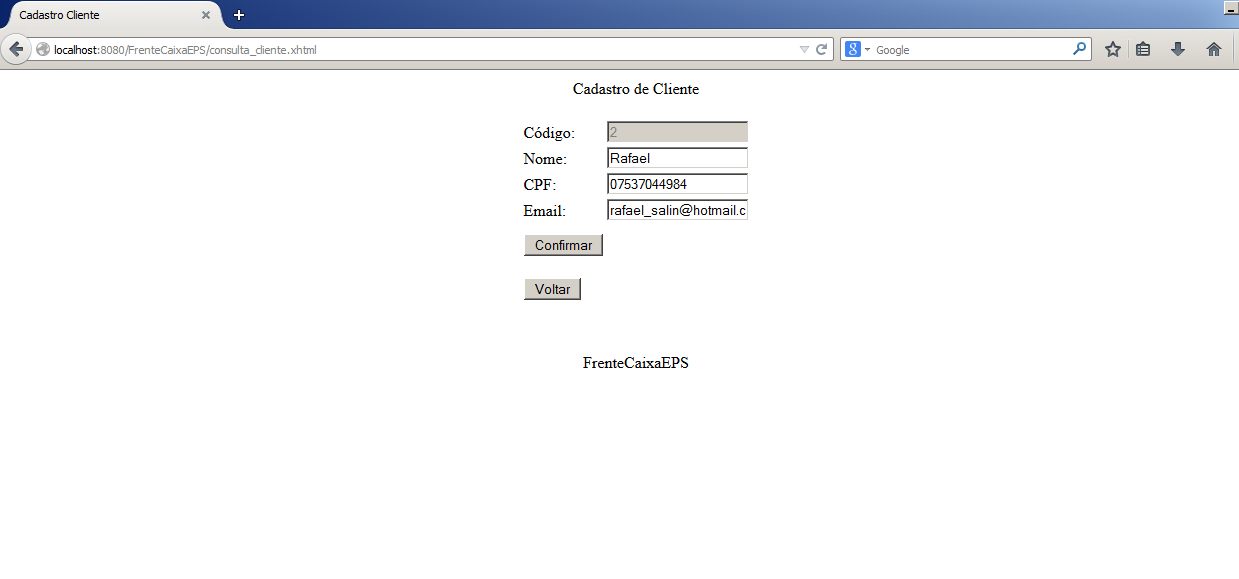 Cadastro Cliente
localhost:8080/FrenteCaixaEPS/consulta_cliente.xhtml
8 Google
Cadastro de Cliente
Código: 2
Nome: Rafael
CPF: 07537044984
Email: rafael_salin@hotmail.c
Confirmar
Voltar
FrenteCaixaEPS